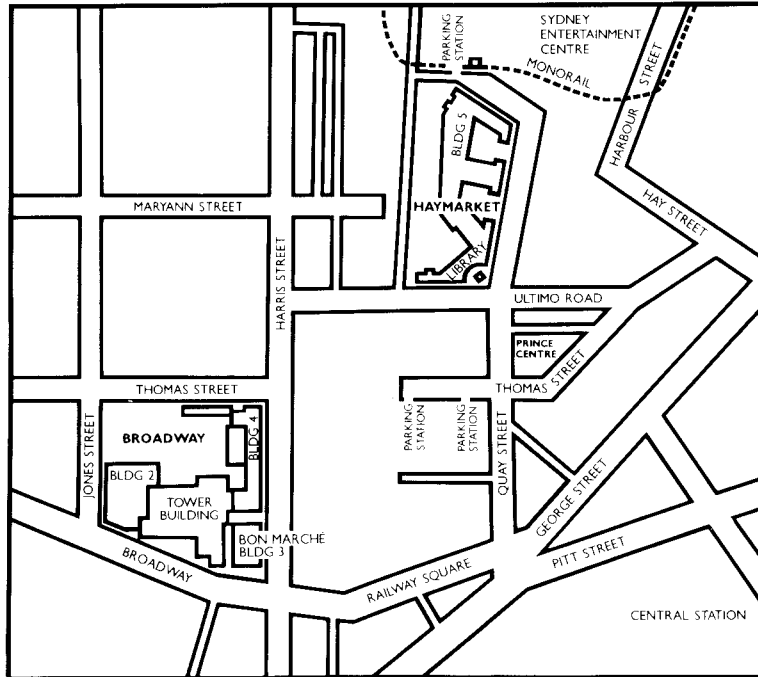 PARKING
STATION
SYDNEY
ENTERTAINMENT
CENTRE
MONORAIL
HARBOUR STREET
BLDG 5
MARYANN STREET
HAYMARKET
HAY STREET
LIBRARY
HARRIS STREET
ULTIMO ROAD
PRINCE
CENTRE
THOMAS STREET
THOMAS STREET
JONES STREET
BROADWAY
BLDG 4
PARKING
STATION
PARKING
STATION
QUAY STREET
BLDG 2
TOWER
BUILDING
GEORGE STREET
BON MARCHÉ
BLDG 3
BROADWAY
RAILWAY SQUARE
PITT STREET
CENTRAL STATION